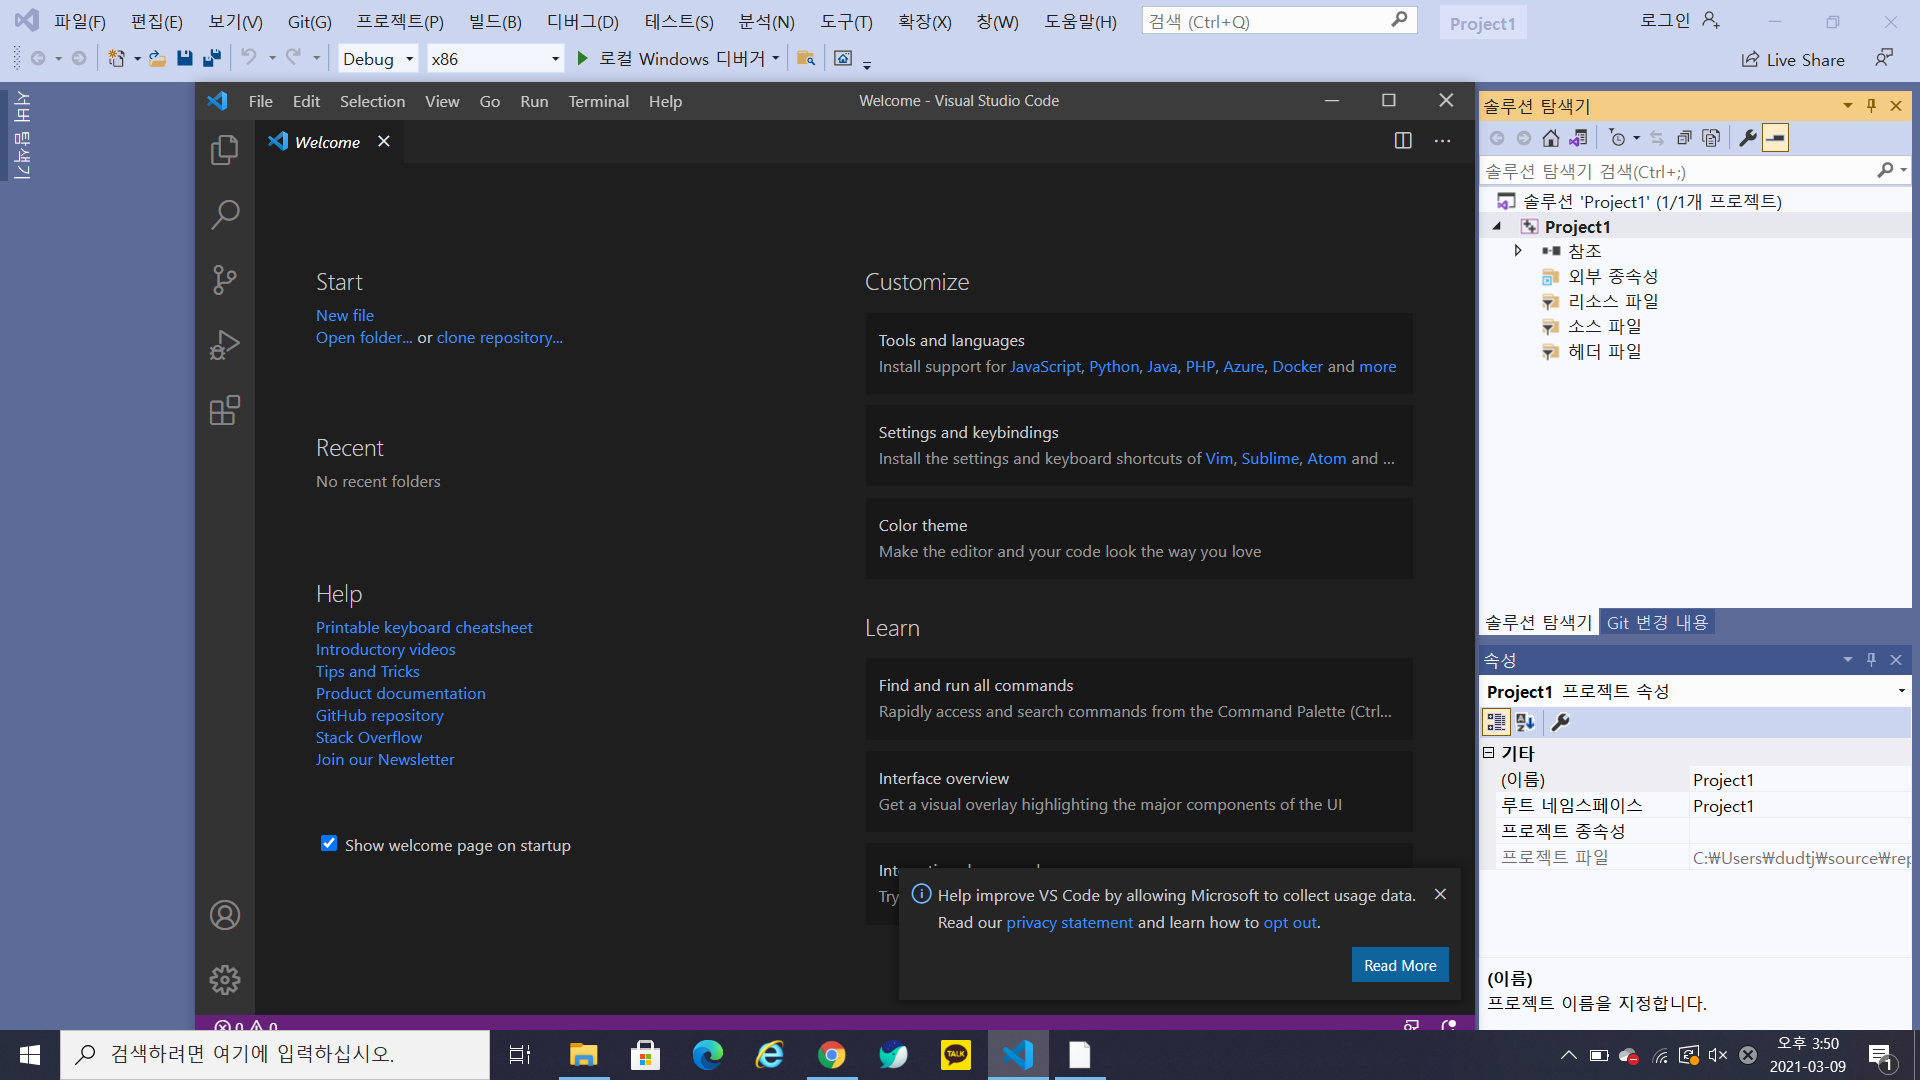 파일(F) 편집(E) 보기(V) Git(G) 프로젝트(P) 빌드(B) 디버그(D) 테스트(S) 분석(N) 도구(T) 확장(X) 창(W) 도움말(H) 검색 (Ctrl+Q) Project1 로그인
Debug x86 로컬 Windows 디버거 Live Share
서버 탐색기
File Edit Selection View Go Run Terminal Help Welcome - Visual Studio Code
Welcome
Start
New file
Open folder... or clone repository...
Recent
No recent folders
Help
Printable keyboard cheatsheet
Introductory videos
Tips and Tricks
Product documentation
GitHub repository
Stack Overflow
Join our Newsletter
Show welcome page on startup
Customize
Tools and languages
Install support for JavaScript, Python, Java, PHP, Azure, Docker and more
Settings and keybindings
Install the settings and keyboard shortcuts of Vim, Sublime, Atom and ...
Color theme
Make the editor and your code look the way you love
Learn
Find and run all commands
Rapidly access and search commands from the Command Palette (Ctrl...
Interface overview
Get a visual overlay highlighting the major components of the UI
Try
Help improve VS Code by allowing Microsoft to collect usage data.
Read our privacy statement and learn how to opt out.
Read More
0 0
솔루션 탐색기
솔루션 탐색기 검색(Ctrl+;)
솔루션 'Project1' (1/1개 프로젝트)
Project1
참조
외부 종속성
리소스 파일
소스 파일
헤더 파일
솔루션 탐색기 Git 변경 내용
속성
Project1 프로젝트 속성
기타
(이름) Project1
루트 네임스페이스 Project1
프로젝트 종속성
프로젝트 파일 C:₩Users₩dudtj₩source₩rep
(이름)
프로젝트 이름을 지정합니다.
검색하려면 여기에 입력하십시오.
TALK
오후 3:50
2021-03-09
1